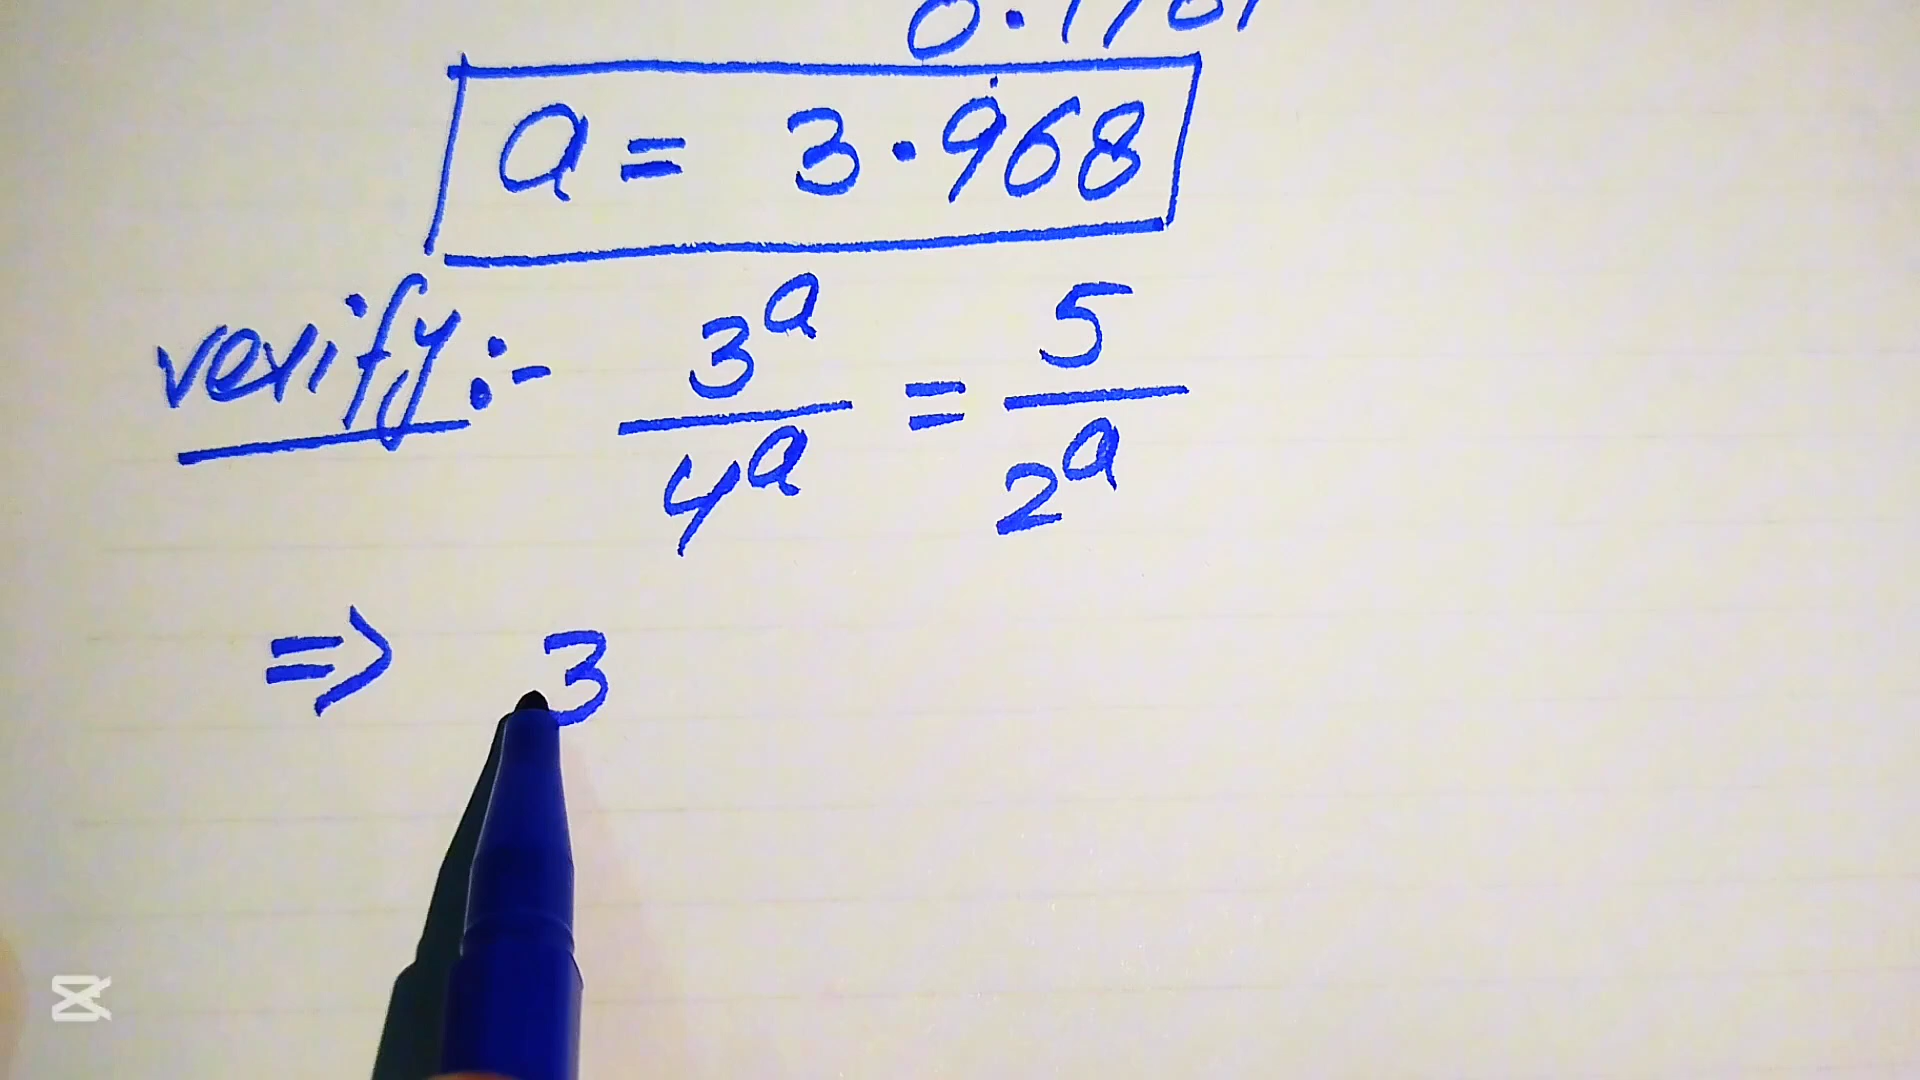 a = 3.968
verify:- 3^a/4^a = 5/2^a
=> 3